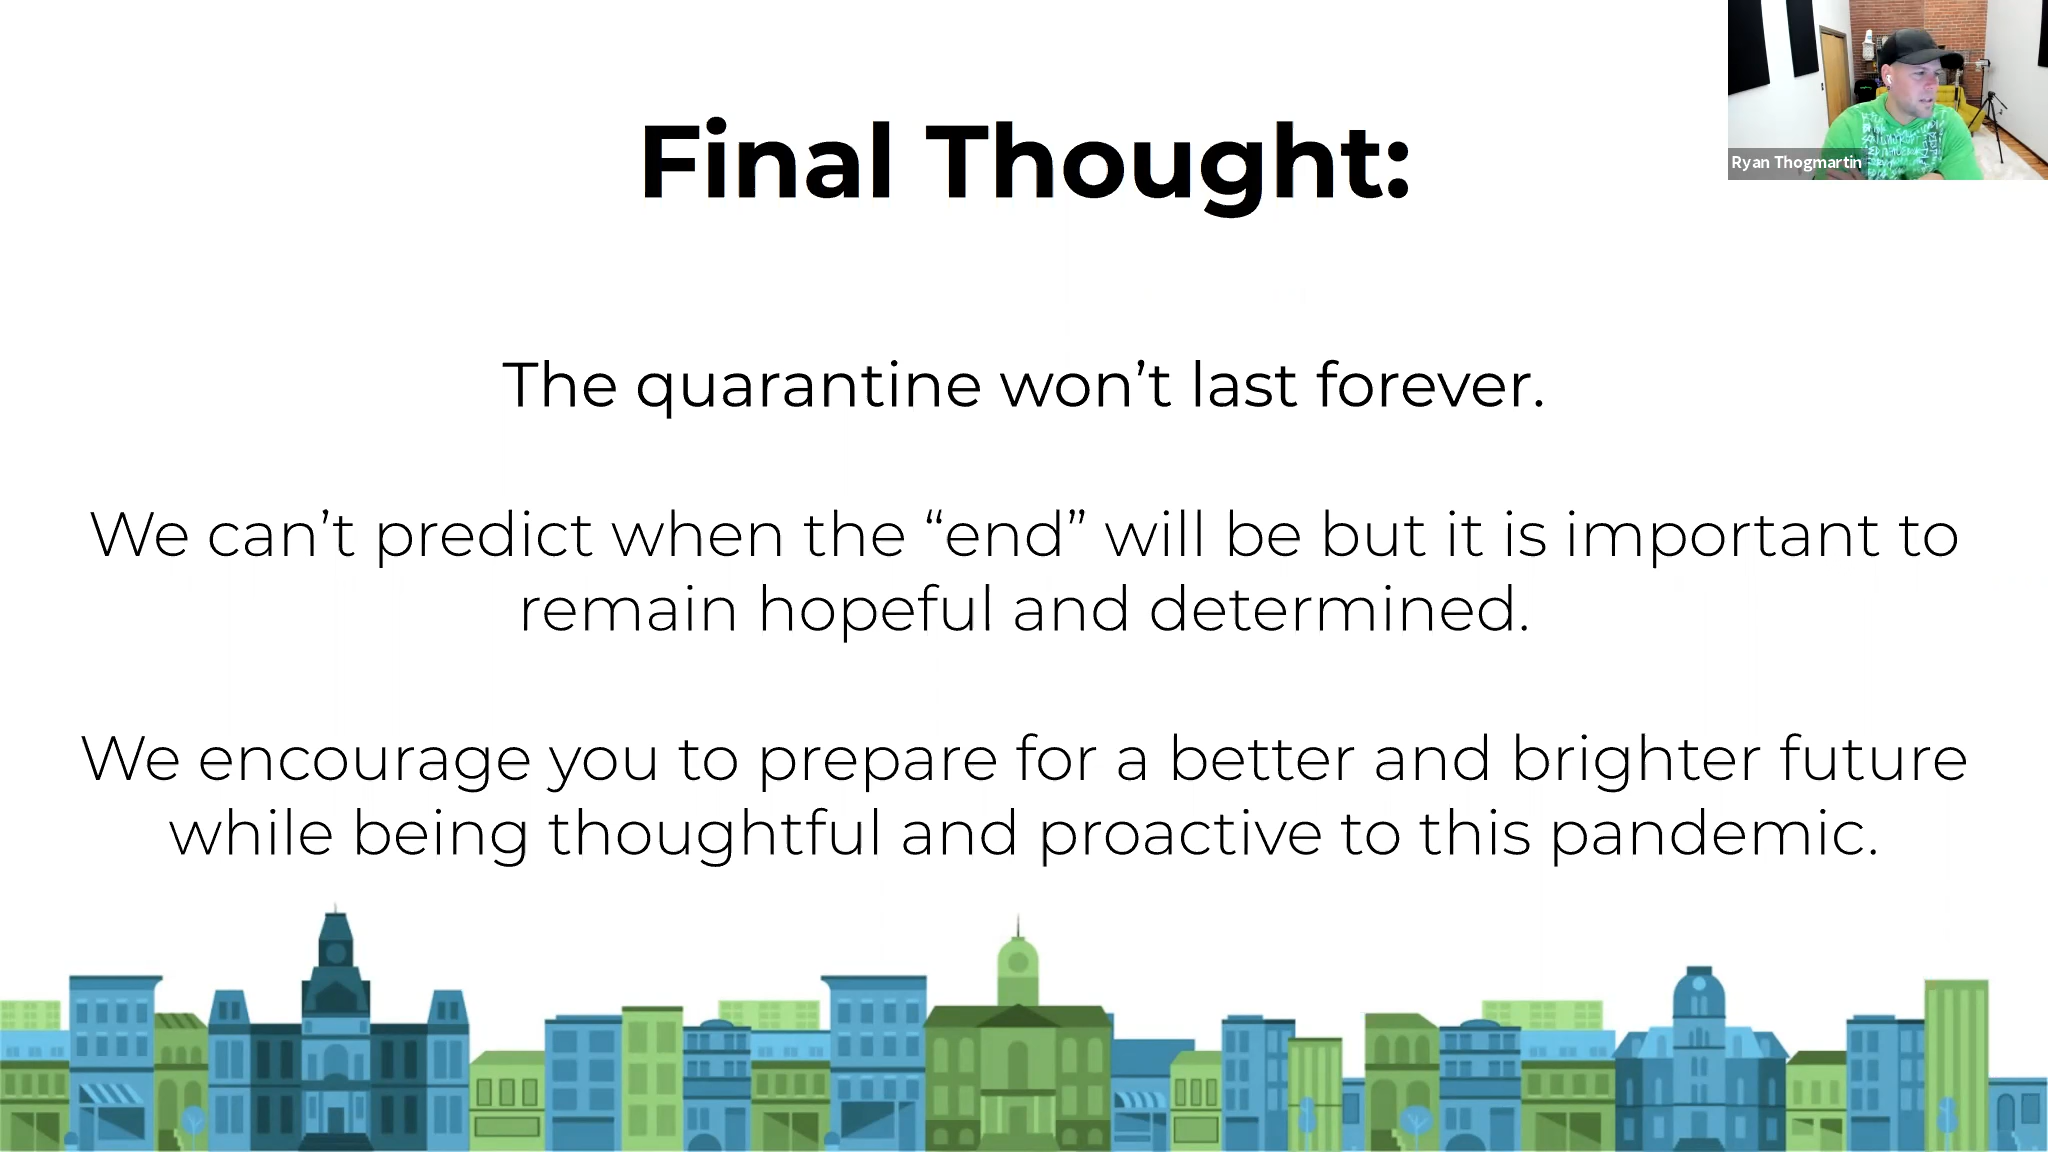 Final Thought:
Ryan Thogmartin
The quarantine won’t last forever.
We can’t predict when the “end” will be but it is important to
remain hopeful and determined.
We encourage you to prepare for a better and brighter future
while being thoughtful and proactive to this pandemic.